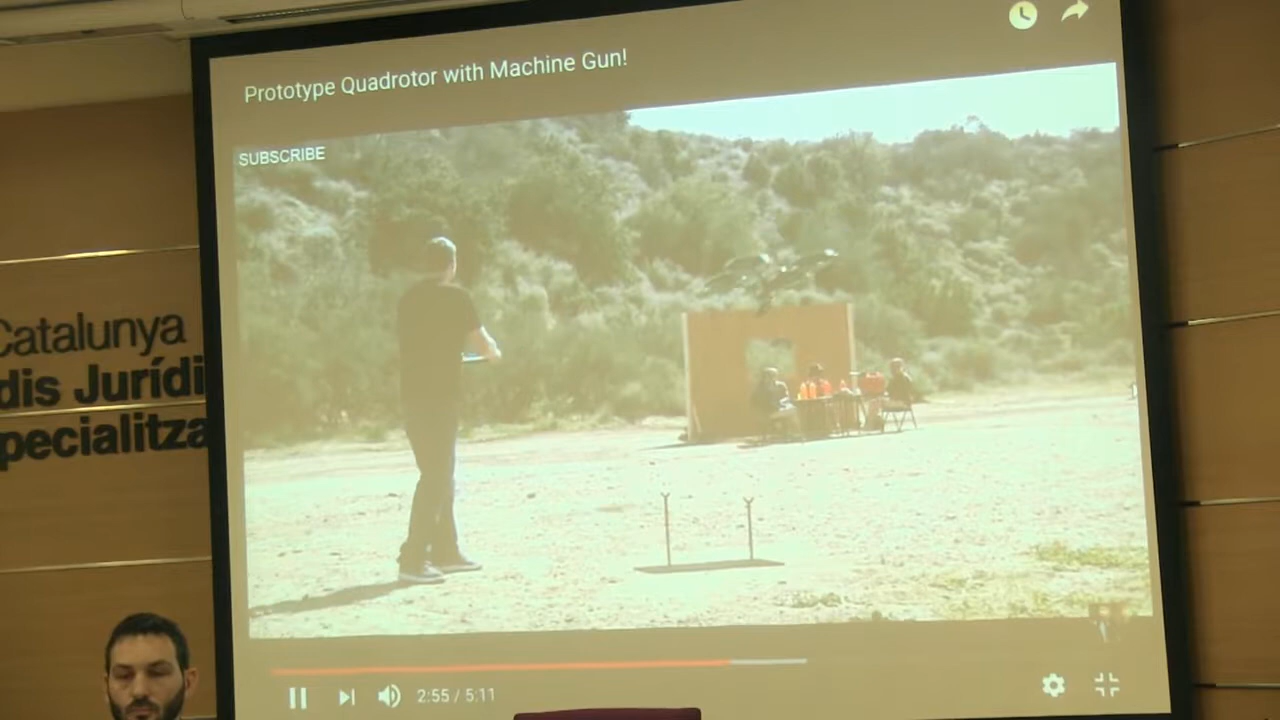 Prototype Quadrotor with Machine Gun!
SUBSCRIBE
Catalunya
dis Jurídi
pecialitza
2:55 / 5:11